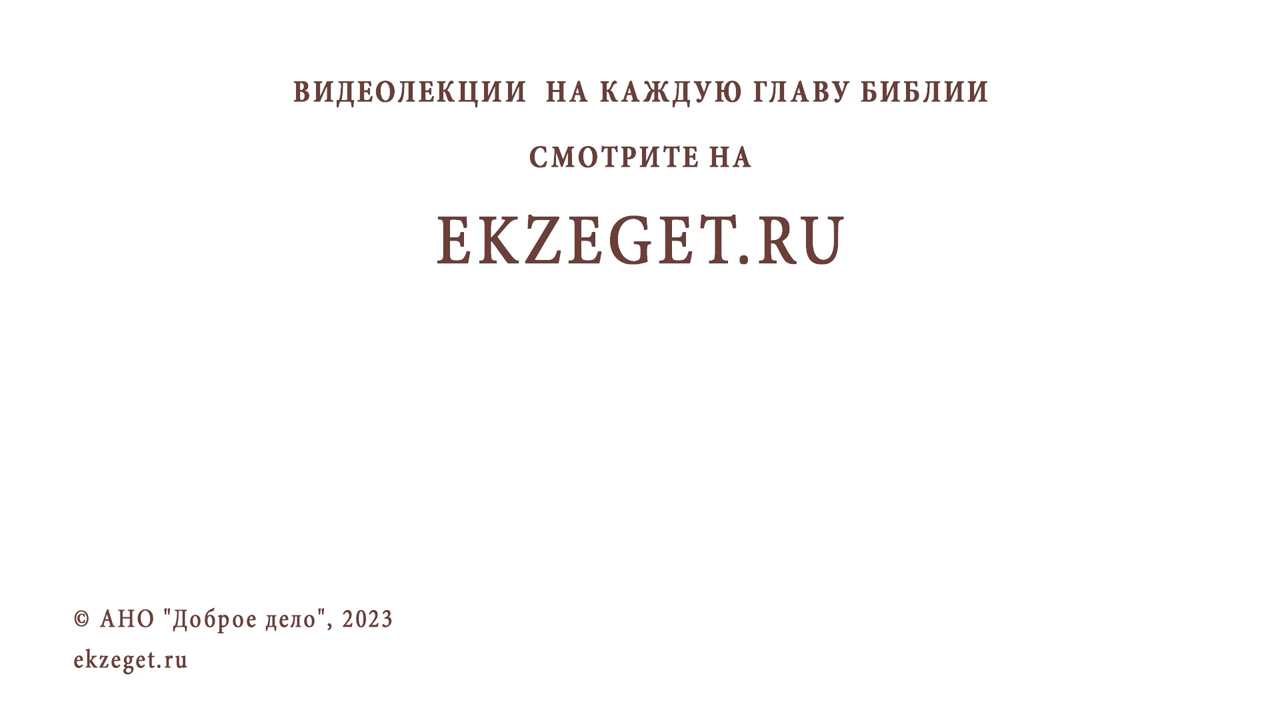 ВИДЕОЛЕКЦИИ НА КАЖДУЮ ГЛАВУ БИБЛИИ
СМОТРИТЕ НА
EKZEGET.RU
© АНО "Доброе дело", 2023
ekzeget.ru